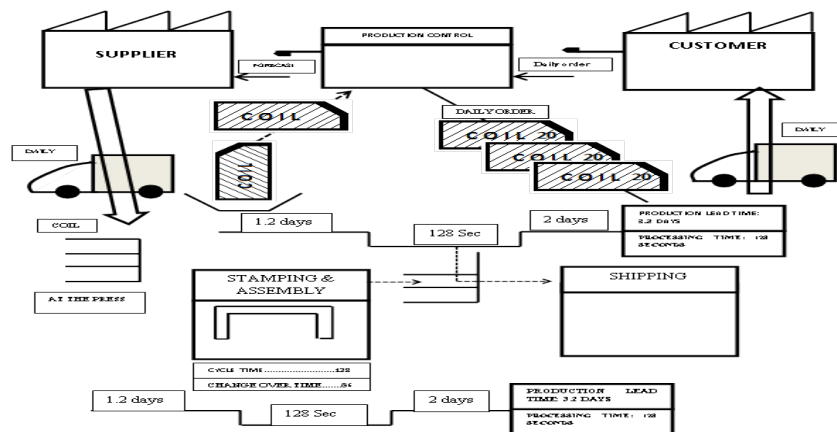 SUPPLIER
PRODUCTION CONTROL
CUSTOMER
FORECAST
Daily order
COIL
DAILY ORDER
COIL 20
COIL 20
COIL 20
COIL
DAILY
DAILY
COIL
1.2 days
128 Sec
2 days
PRODUCTION LEAD TIME:
3.2 DAYS
PROCESSING TIME: 128
SECONDS
AT THE PRESS
STAMPING &
ASSEMBLY
SHIPPING
CYCLE TIME.........................128
CHANGE OVER TIME......
1.2 days
128 Sec
2 days
PRODUCTION LEAD
TIME: 3.2 DAYS
PROCESSING TIME: 128
SECONDS